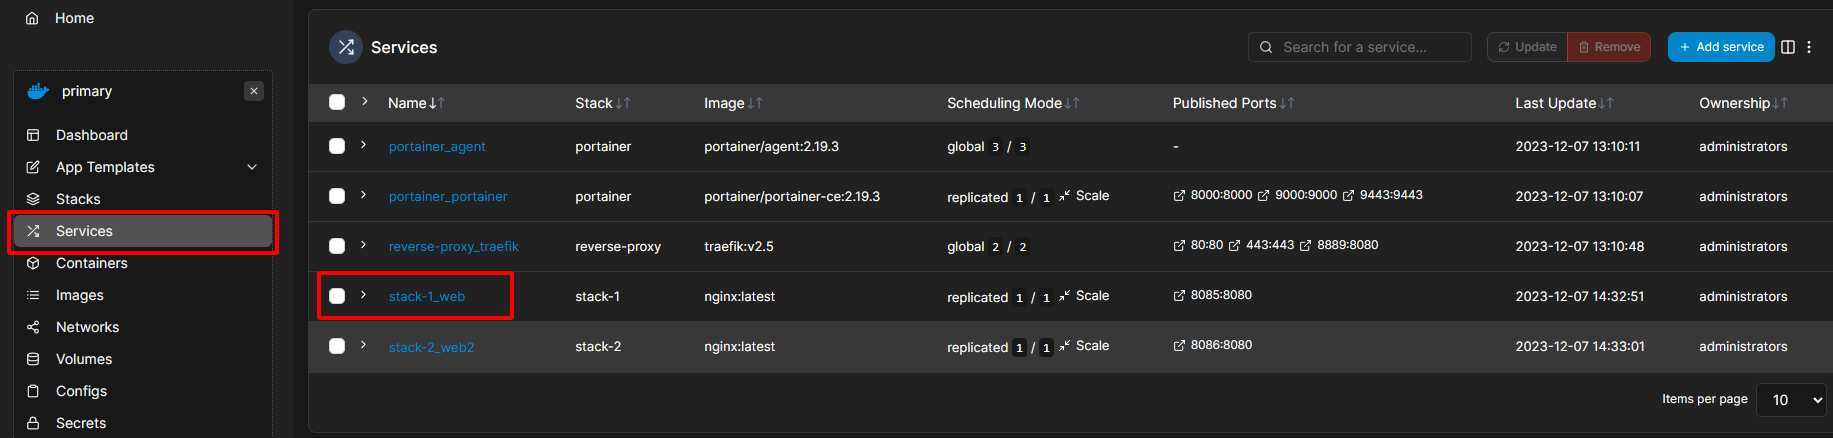 Home
primary
Dashboard
App Templates
Stacks
Services
Containers
Images
Networks
Volumes
Configs
Secrets
Services
Search for a service...
Update
Remove
+ Add service
Name Stack Image Scheduling Mode Published Ports Last Update Ownership
portainer_agent portainer portainer/agent:2.19.3 global 3 / 3 - 2023-12-07 13:10:11 administrators
portainer_portainer portainer portainer/portainer-ce:2.19.3 replicated 1 / 1 Scale 8000:8000 9000:9000 9443:9443 2023-12-07 13:10:07 administrators
reverse-proxy_traefik reverse-proxy traefik:v2.5 global 2 / 2 80:80 443:443 8889:8080 2023-12-07 13:10:48 administrators
stack-1_web stack-1 nginx:latest replicated 1 / 1 Scale 8085:8080 2023-12-07 14:32:51 administrators
stack-2_web2 stack-2 nginx:latest replicated 1 / 1 Scale 8086:8080 2023-12-07 14:33:01 administrators
Items per page 10